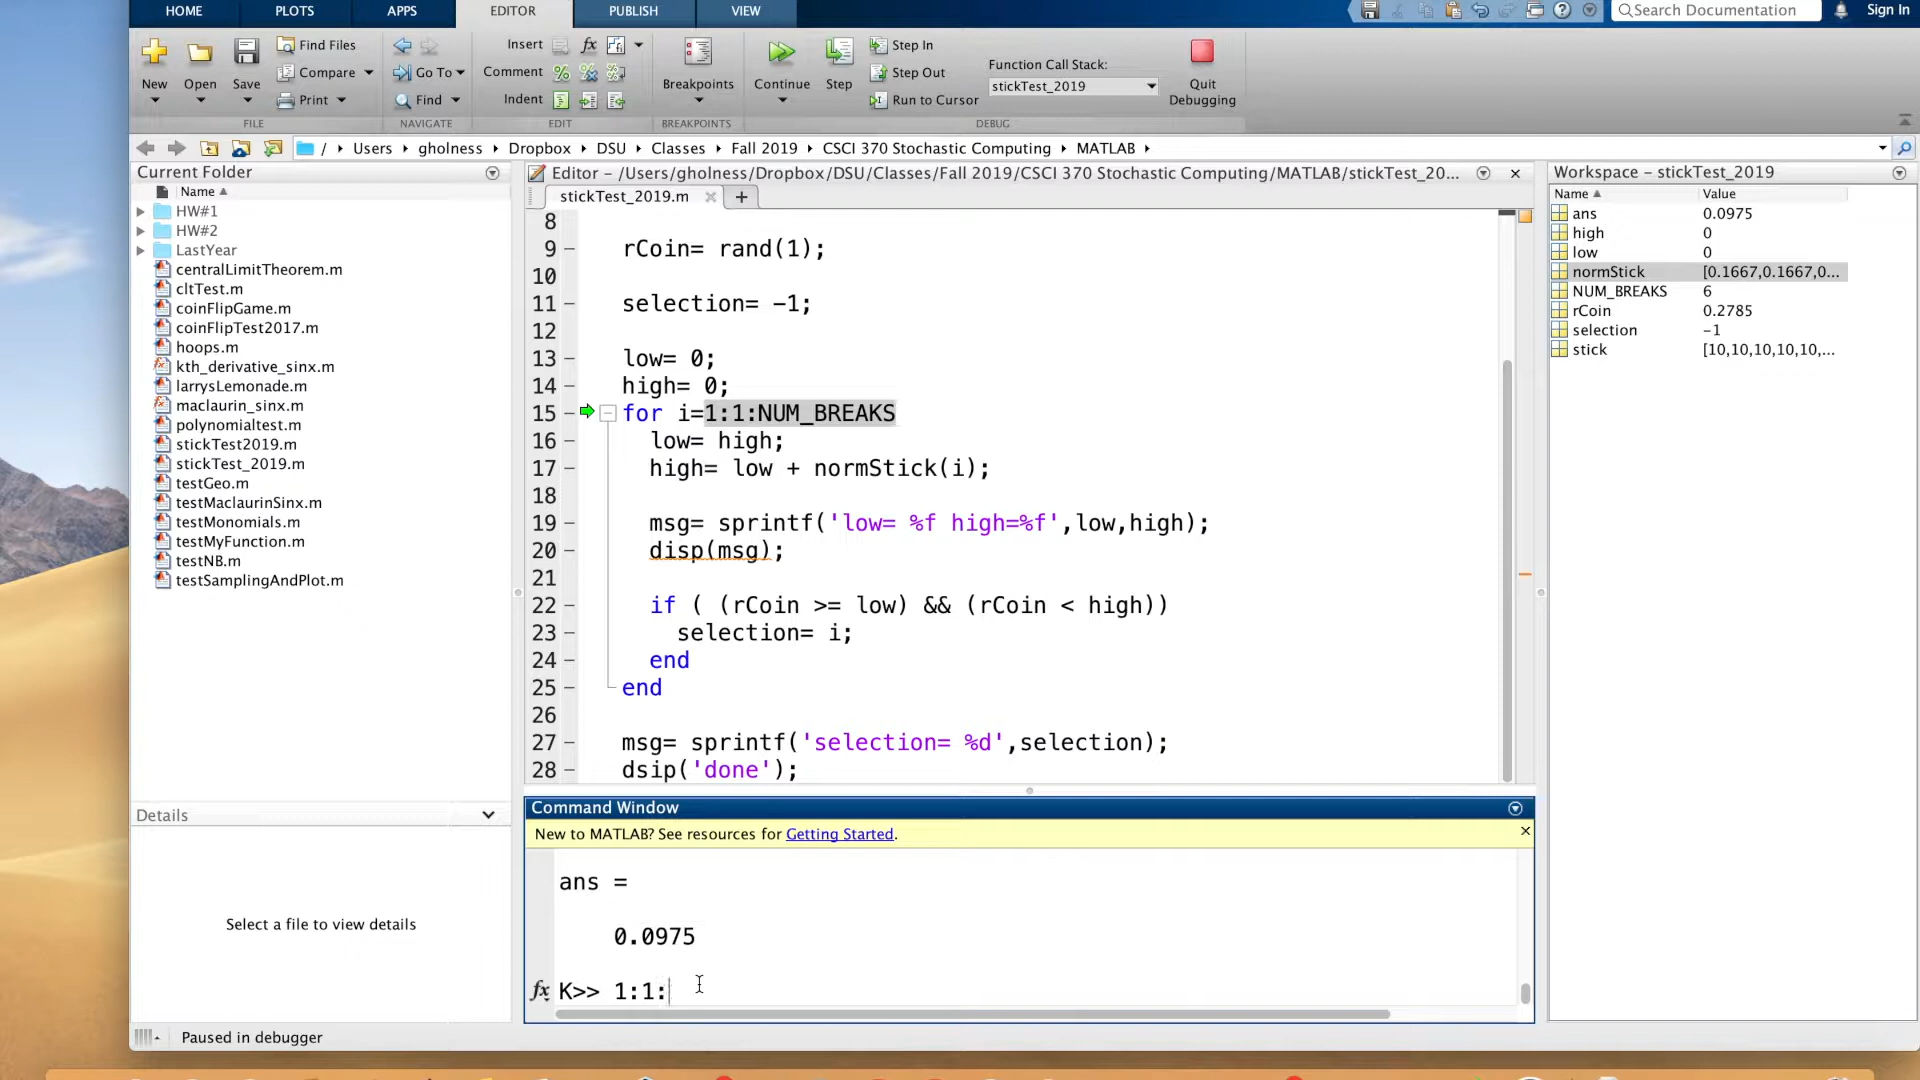 HOME PLOTS APPS EDITOR PUBLISH VIEW Search Documentation Sign In
New Open Save Find Files Compare Print Go To Find Insert fx Comment Indent Breakpoints Continue Step Step In Step Out Run to Cursor Function Call Stack: stickTest_2019 Quit Debugging
FILE NAVIGATE EDIT BREAKPOINTS DEBUG
/ Users gholness Dropbox DSU Classes Fall 2019 CSCI 370 Stochastic Computing MATLAB
Current Folder
Name
HW#1
HW#2
LastYear
centralLimitTheorem.m
cltTest.m
coinFlipGame.m
coinFlipTest2017.m
hoops.m
kth_derivative_sinx.m
larrysLemonade.m
maclaurin_sinx.m
polynomialtest.m
stickTest2019.m
stickTest_2019.m
testGeo.m
testMaclaurinSinx.m
testMonomials.m
testMyFunction.m
testNB.m
testSamplingAndPlot.m
Details
Select a file to view details
Editor – /Users/gholness/Dropbox/DSU/Classes/Fall 2019/CSCI 370 Stochastic Computing/MATLAB/stickTest_20...
stickTest_2019.m
8
9 – rCoin= rand(1);
10
11 – selection= -1;
12
13 – low= 0;
14 – high= 0;
15 – for i=1:1:NUM_BREAKS
16 – low= high;
17 – high= low + normStick(i);
18
19 – msg= sprintf('low= %f high=%f',low,high);
20 – disp(msg);
21
22 – if ( (rCoin >= low) && (rCoin < high))
23 – selection= i;
24 – end
25 – end
26
27 – msg= sprintf('selection= %d',selection);
28 – dsip('done');
Command Window
New to MATLAB? See resources for Getting Started.
ans =
0.0975
fx K>> 1:1:
Workspace – stickTest_2019
Name Value
ans 0.0975
high 0
low 0
normStick [0.1667,0.1667,0...
NUM_BREAKS 6
rCoin 0.2785
selection -1
stick [10,10,10,10,10,...
Paused in debugger